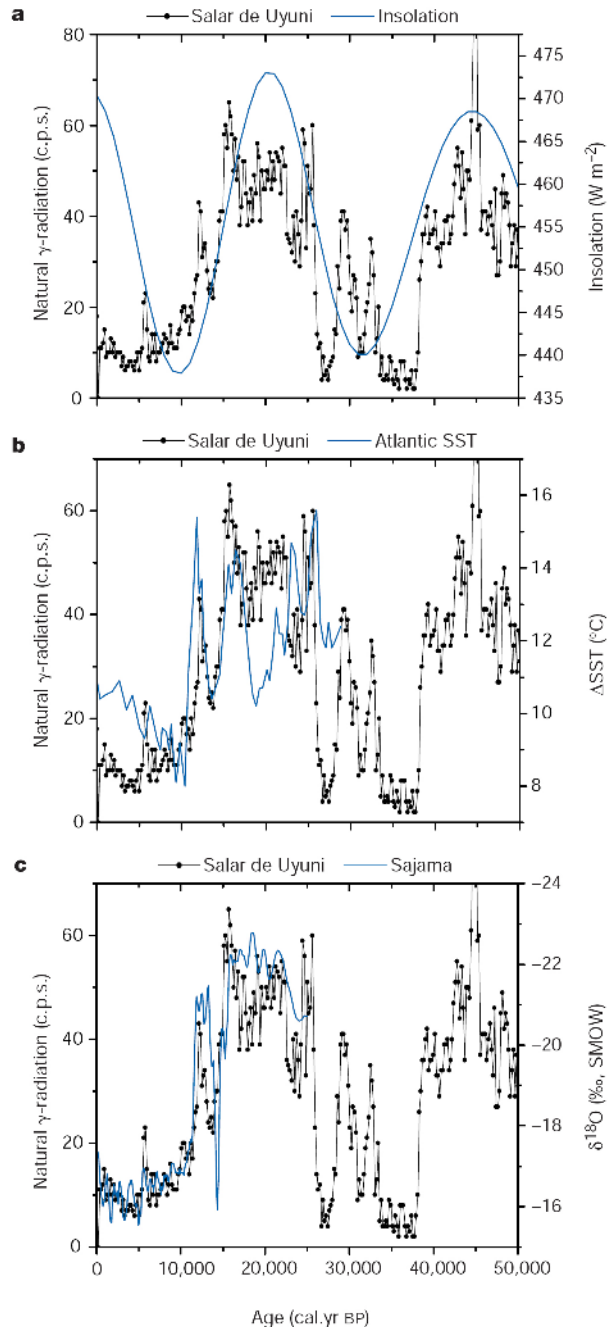 a
Salar de Uyuni Insolation
80
60
40
20
0
Natural γ-radiation (c.p.s.)
475
470
465
460
455
450
445
440
435
Insolation (W m⁻²)
b
Salar de Uyuni Atlantic SST
60
40
20
0
Natural γ-radiation (c.p.s.)
16
14
12
10
8
ΔSST (°C)
c
Salar de Uyuni Sajama
60
40
20
0
Natural γ-radiation (c.p.s.)
−24
−22
−20
−18
−16
δ¹⁸O (‰, SMOW)
0 10,000 20,000 30,000 40,000 50,000
Age (cal.yr BP)